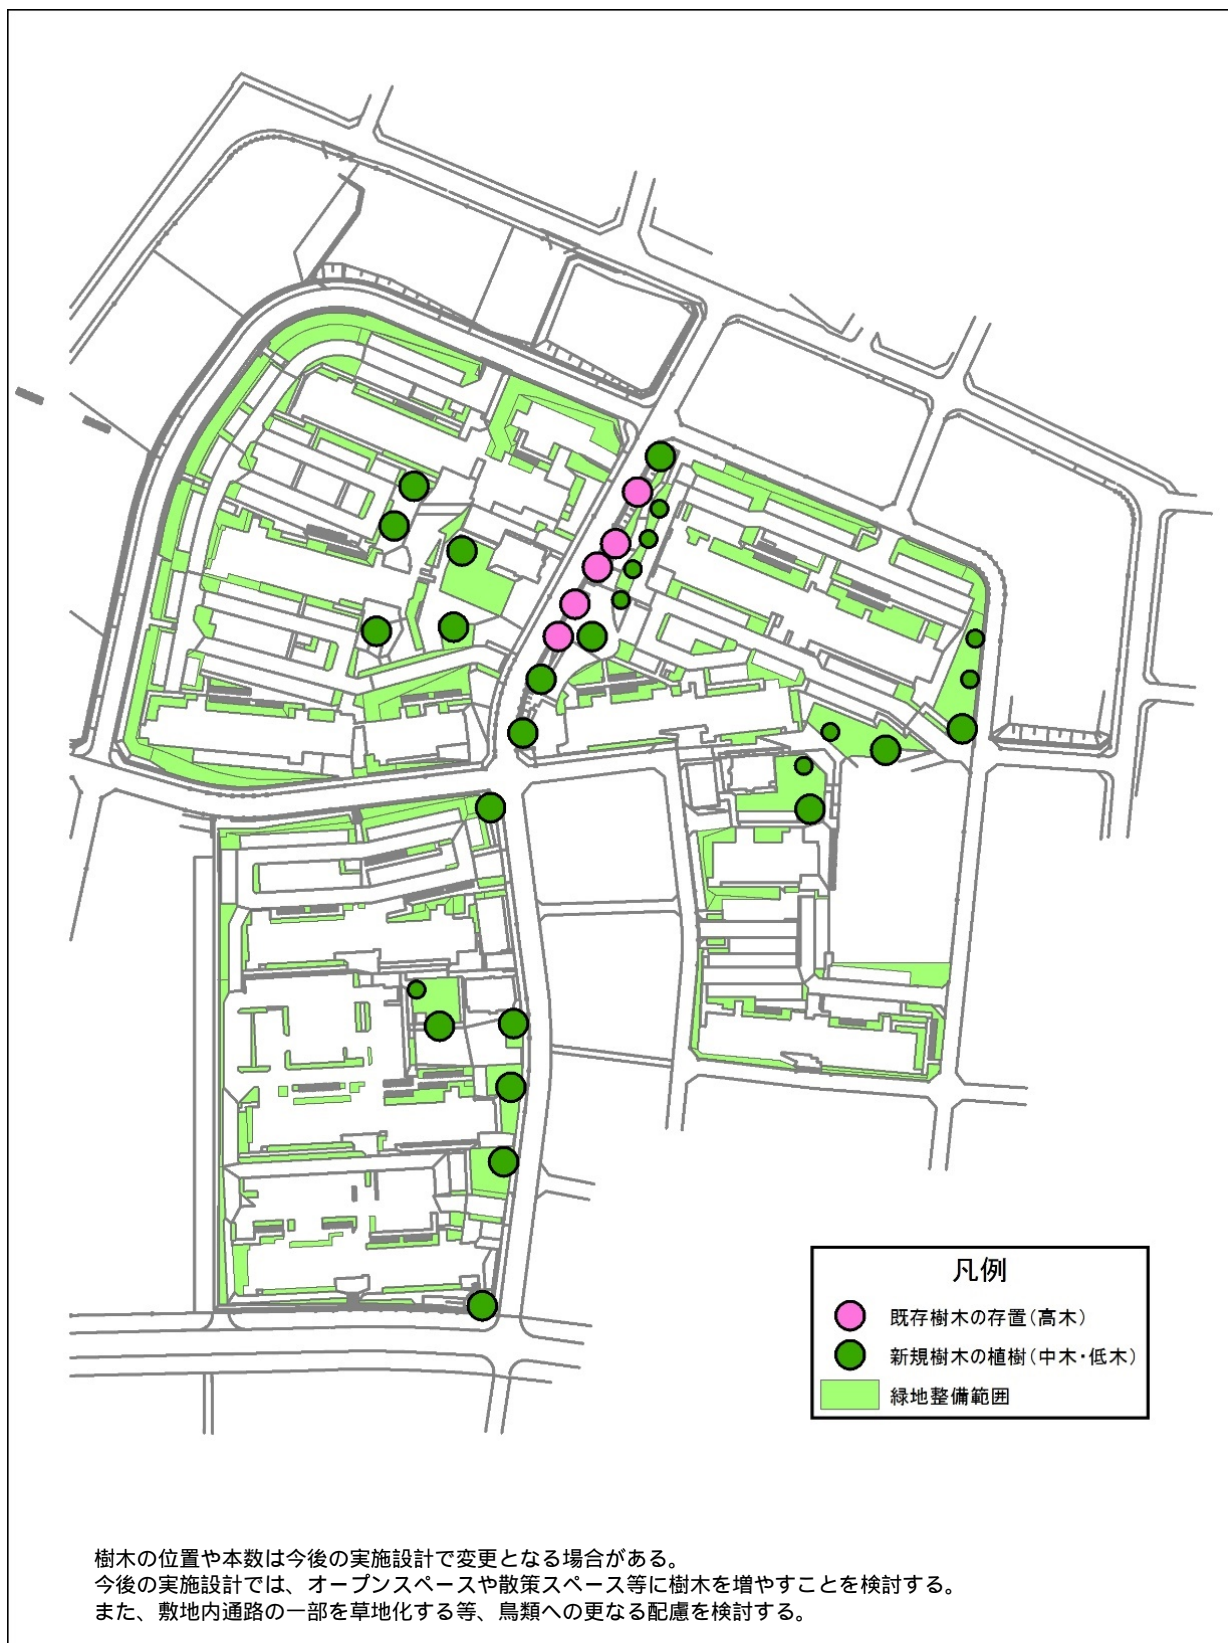 凡例
既存樹木の存置(高木)
新規樹木の植樹(中木・低木)
緑地整備範囲
樹木の位置や本数は今後の実施設計で変更となる場合がある。
今後の実施設計では、オープンスペースや散策スペース等に樹木を増やすことを検討する。
また、敷地内通路の一部を草地化する等、鳥類への更なる配慮を検討する。